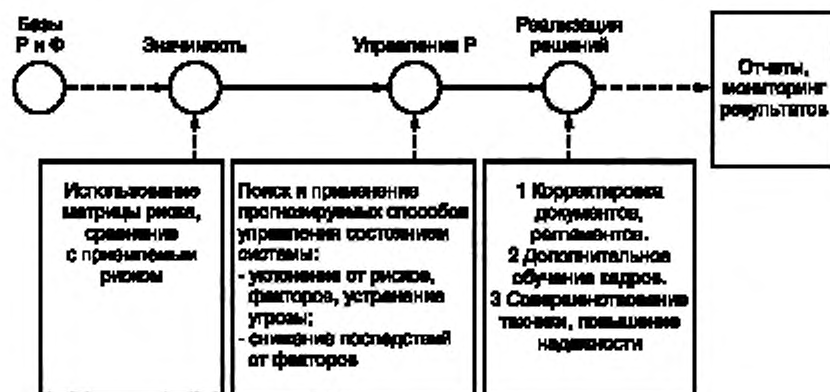 Базы
Р и Ф
Значимость
Управления Р
Реализация
решений
Отчеты,
мониторинг
результатов
Использование
матрицы риска,
сравнение
с приемлемым
риском
Поиск и применение
прогнозируемых способов
управления состоянием
системы:
- уклонение от рисков,
факторов, устранение
угрозы;
- снижение последствий
от факторов
1 Корректировка
документов,
регламентов.
2 Дополнительное
обучение кадров.
3 Совершенствование
техники, повышение
надежности